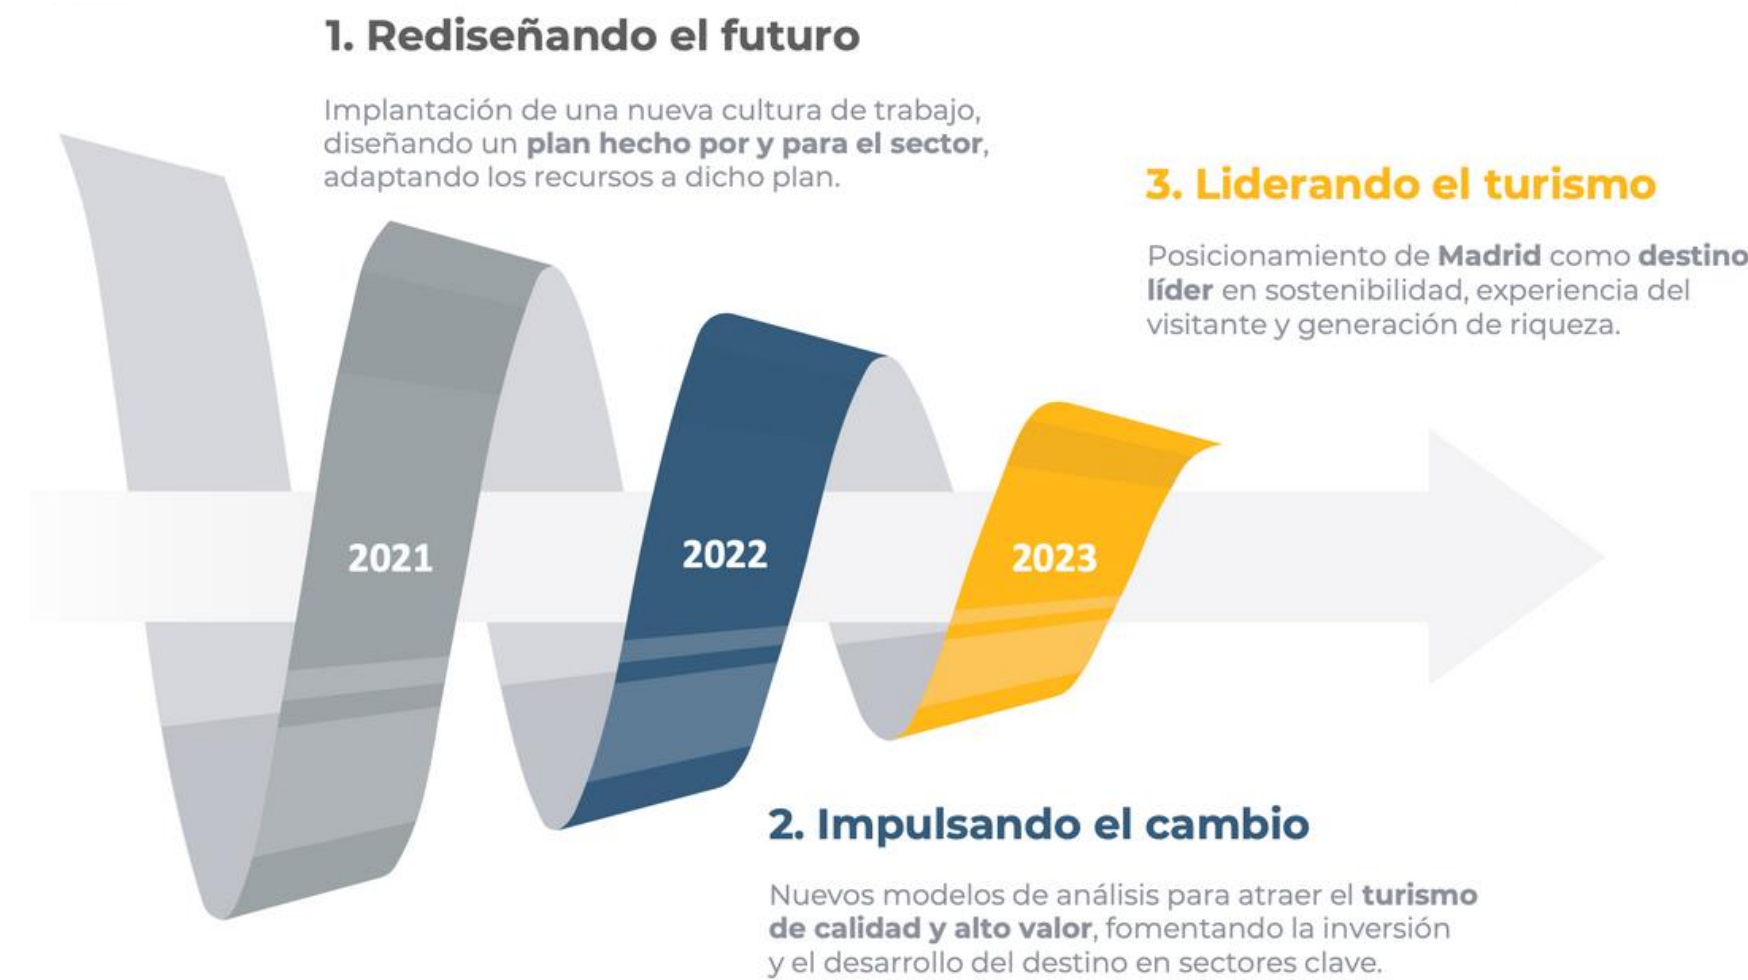 1. Rediseñando el futuro
Implantación de una nueva cultura de trabajo,
diseñando un plan hecho por y para el sector,
adaptando los recursos a dicho plan.
3. Liderando el turismo
Posicionamiento de Madrid como destino
líder en sostenibilidad, experiencia del
visitante y generación de riqueza.
2021
2022
2023
2. Impulsando el cambio
Nuevos modelos de análisis para atraer el turismo
de calidad y alto valor, fomentando la inversión
y el desarrollo del destino en sectores clave.